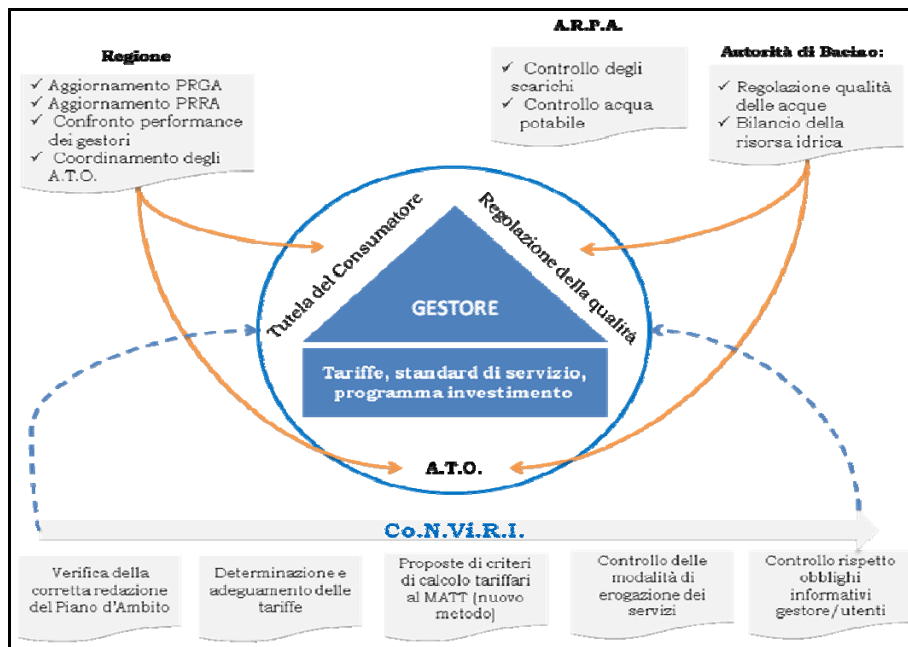 A.R.P.A.
Regione
Autorità di Bacino:
✓ Aggiornamento PRGA
✓ Aggiornamento PRRA
✓ Confronto performance
dei gestori
✓ Coordinamento degli
A.T.O.
✓ Controllo degli
scarichi
✓ Controllo acqua
potabile
✓ Regolazione qualità
delle acque
✓ Bilancio della
risorsa idrica
Tutela del Consumatore
Regolazione della qualità
GESTORE
Tariffe, standard di servizio,
programma investimento
A.T.O.
Co.N.Vi.R.I.
Verifica della
corretta redazione
del Piano d'Ambito
Determinazione e
adeguamento delle
tariffe
Proposte di criteri
di calcolo tariffari
al MATT (nuovo
metodo)
Controllo delle
modalità di
erogazione dei
servizi
Controllo rispetto
obblighi
informativi
gestore/utenti